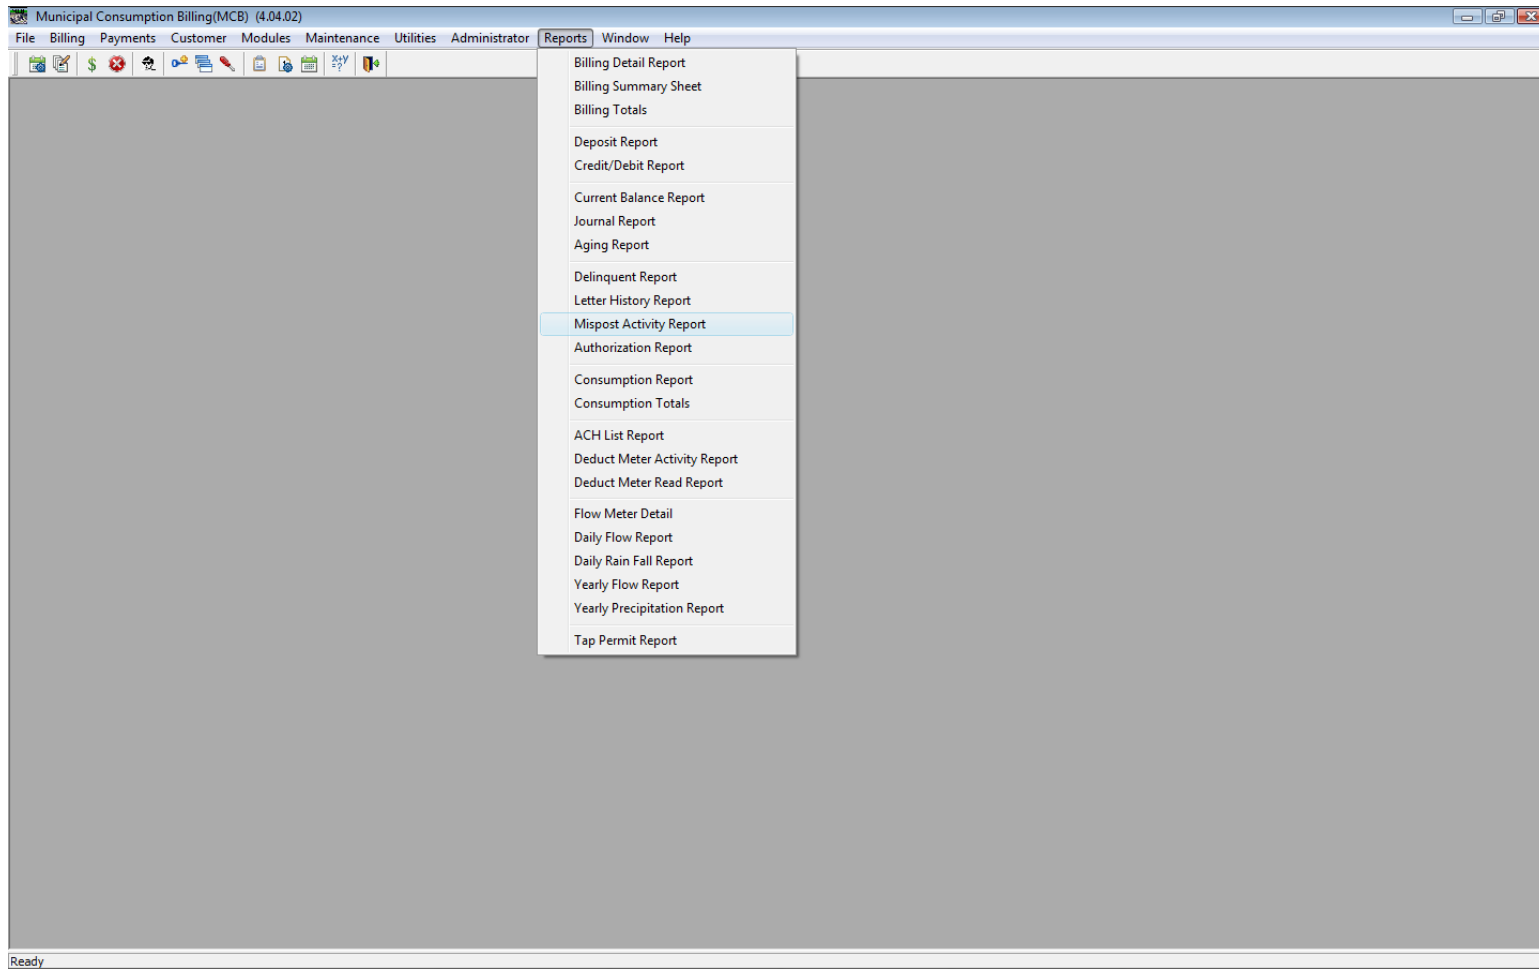 Municipal Consumption Billing(MCB) (4.04.02)
File Billing Payments Customer Modules Maintenance Utilities Administrator Reports Window Help
$ X+Y =?
Billing Detail Report
Billing Summary Sheet
Billing Totals
Deposit Report
Credit/Debit Report
Current Balance Report
Journal Report
Aging Report
Delinquent Report
Letter History Report
Mispost Activity Report
Authorization Report
Consumption Report
Consumption Totals
ACH List Report
Deduct Meter Activity Report
Deduct Meter Read Report
Flow Meter Detail
Daily Flow Report
Daily Rain Fall Report
Yearly Flow Report
Yearly Precipitation Report
Tap Permit Report
Ready